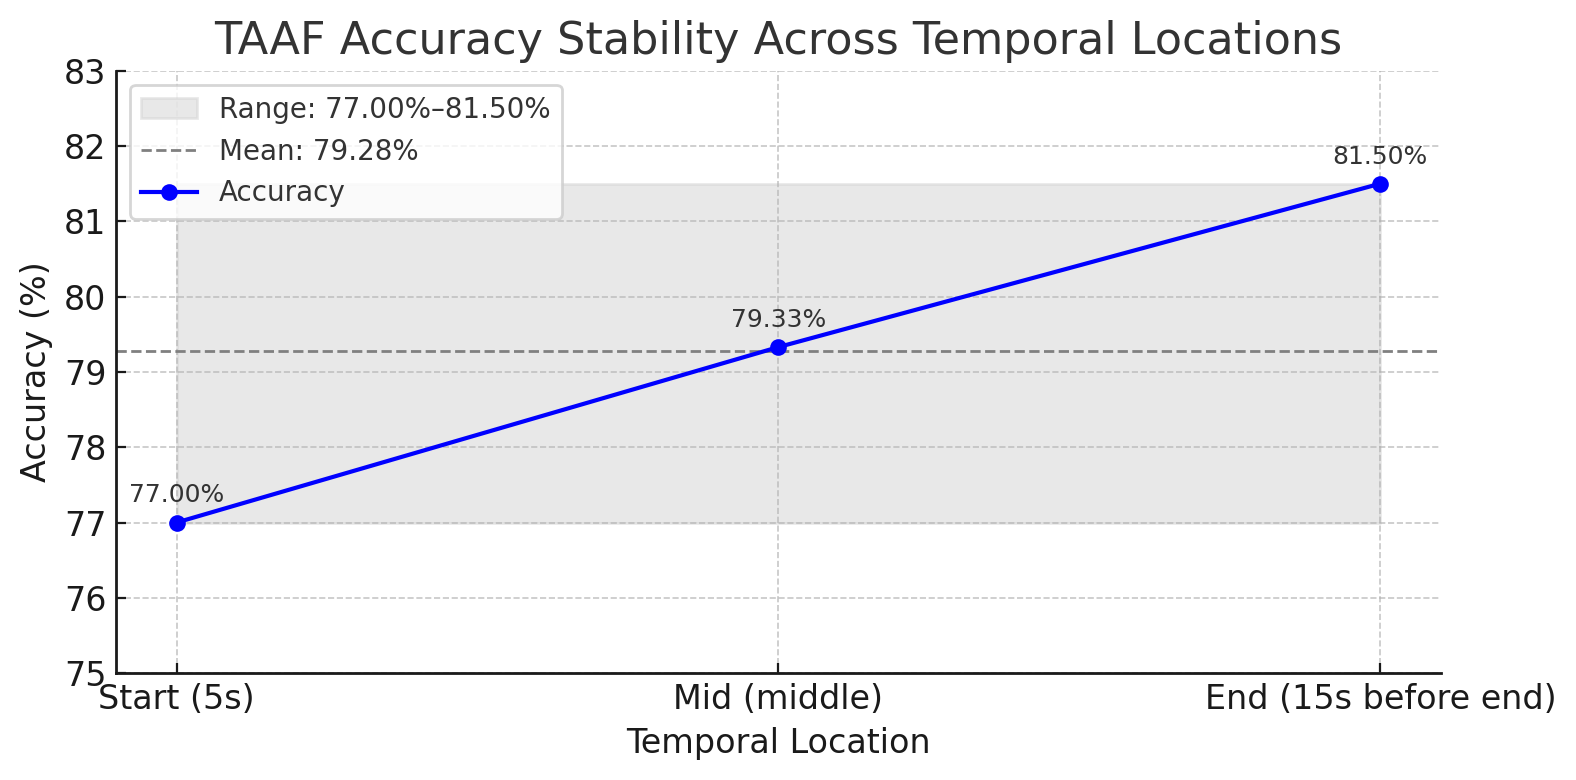 TAAF Accuracy Stability Across Temporal Locations
83
82
81
80
79
78
77
76
75
Accuracy (%)
Range: 77.00%–81.50%
Mean: 79.28%
Accuracy
77.00%
79.33%
81.50%
Start (5s)
Mid (middle)
End (15s before end)
Temporal Location